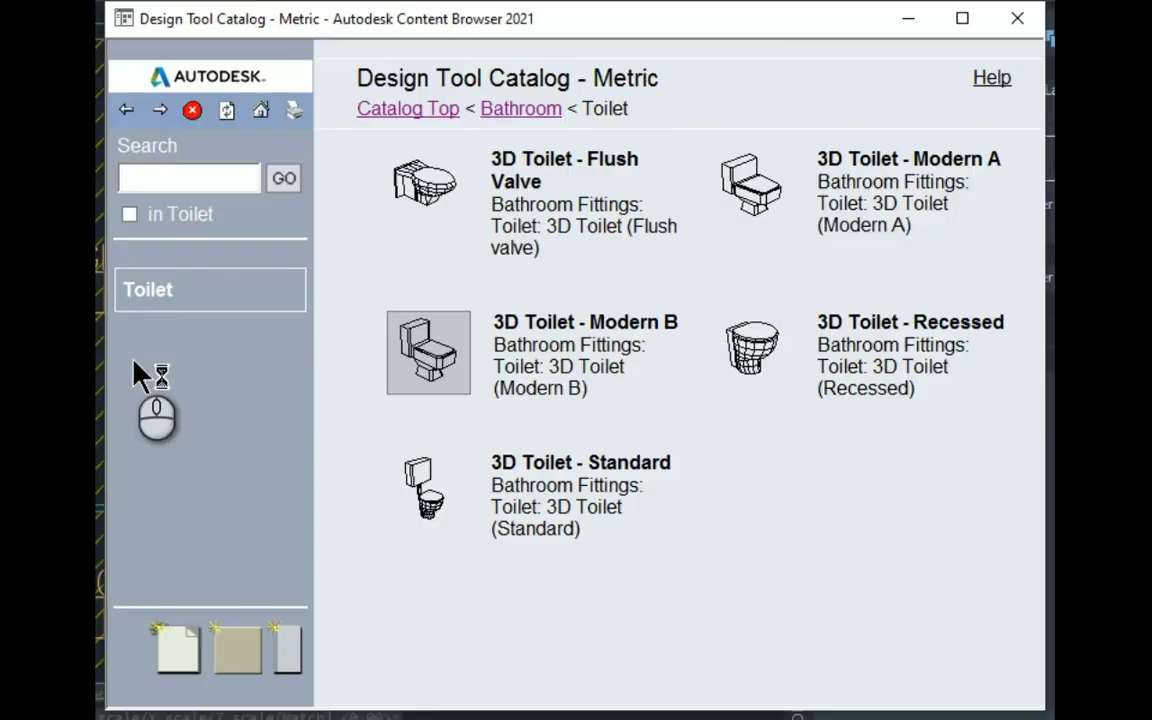 Design Tool Catalog - Metric - Autodesk Content Browser 2021
AUTODESK
Search
GO
in Toilet
Toilet
Design Tool Catalog - Metric
Help
Catalog Top < Bathroom < Toilet
3D Toilet - Flush
Valve
Bathroom Fittings:
Toilet: 3D Toilet (Flush
valve)
3D Toilet - Modern A
Bathroom Fittings:
Toilet: 3D Toilet
(Modern A)
3D Toilet - Modern B
Bathroom Fittings:
Toilet: 3D Toilet
(Modern B)
3D Toilet - Recessed
Bathroom Fittings:
Toilet: 3D Toilet
(Recessed)
3D Toilet - Standard
Bathroom Fittings:
Toilet: 3D Toilet
(Standard)